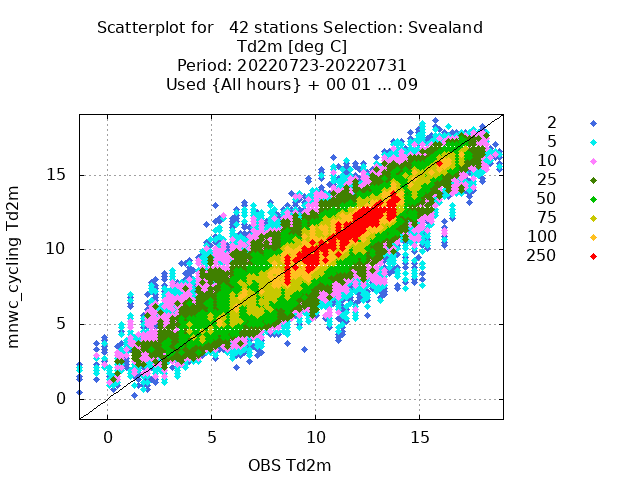 Scatterplot for   42 stations Selection: Svealand
Td2m [deg C]
Period: 20220723-20220731
Used {All hours} + 00 01 ... 09
2
5
10
25
50
75
100
250
15
10
5
0
mnwc_cycling Td2m
0 5 10 15
OBS Td2m